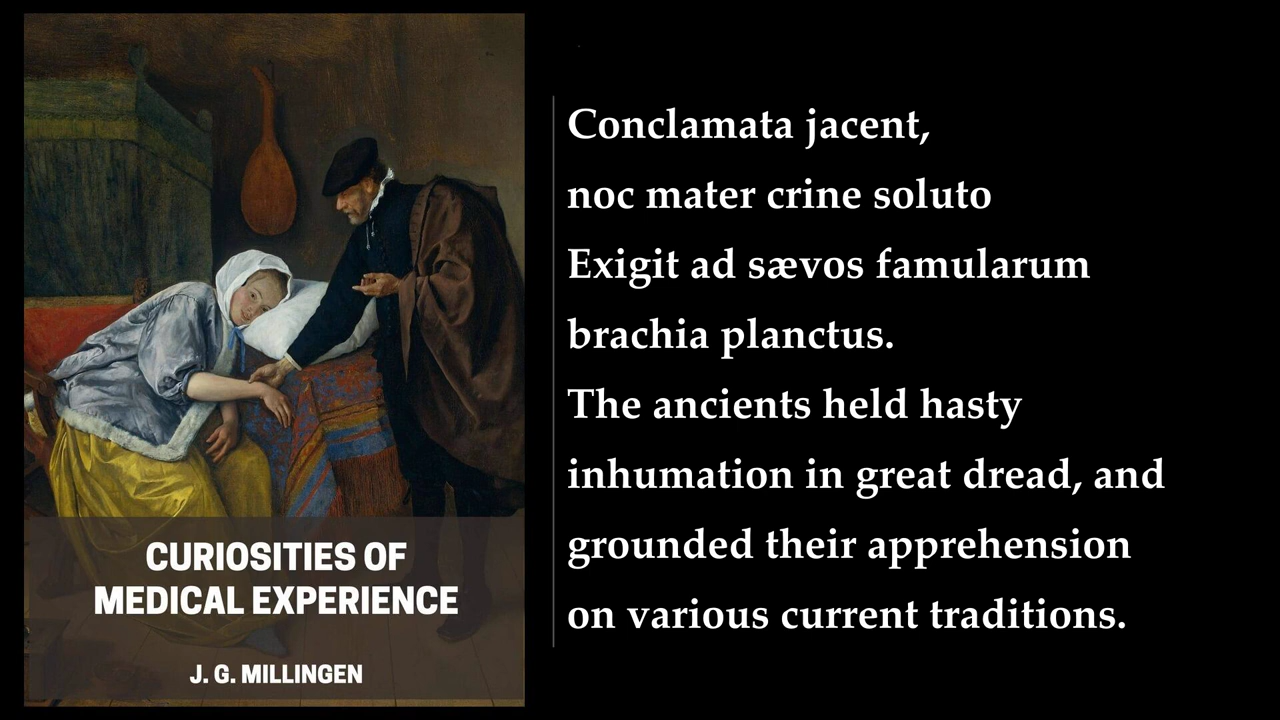 Conclamata jacent,
noc mater crine soluto
Exigit ad sævos famularum
brachia planctus.
The ancients held hasty
inhumation in great dread, and
grounded their apprehension
on various current traditions.
CURIOSITIES OF
MEDICAL EXPERIENCE
J. G. MILLINGEN